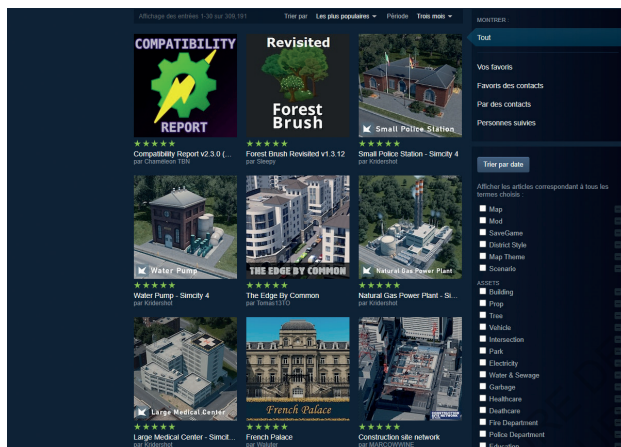 Affichage des entrées 1-30 sur 309,191
Trier par Les plus populaires Période Trois mois
COMPATIBILITY
REPORT
Compatibility Report v2.3.0 (...
par Chamëleon TBN
Revisited
Forest
Brush
Forest Brush Revisited v1.3.12
par Sleepy
Small Police Station
Small Police Station - Simcity 4
par Kridershot
Water Pump
Water Pump - Simcity 4
par Kridershot
THE EDGE BY COMMON
The Edge By Common
par Tomas13TO
Natural Gas Power Plant
Natural Gas Power Plant - Si...
par Kridershot
Large Medical Center
Large Medical Center - Simcit...
par Kridershot
French Palace
French Palace
par Waluter
Construction site network
par MARCOWWINE
MONTRER
Tout
Vos favoris
Favoris des contacts
Par des contacts
Personnes suivies
Trier par date
Afficher les articles correspondant à tous les
termes choisis :
Map
Mod
SaveGame
District Style
Map Theme
Scenario
ASSETS
Building
Prop
Tree
Vehicle
Intersection
Park
Electricity
Water & Sewage
Garbage
Healthcare
Deathcare
Fire Department
Police Department
Education